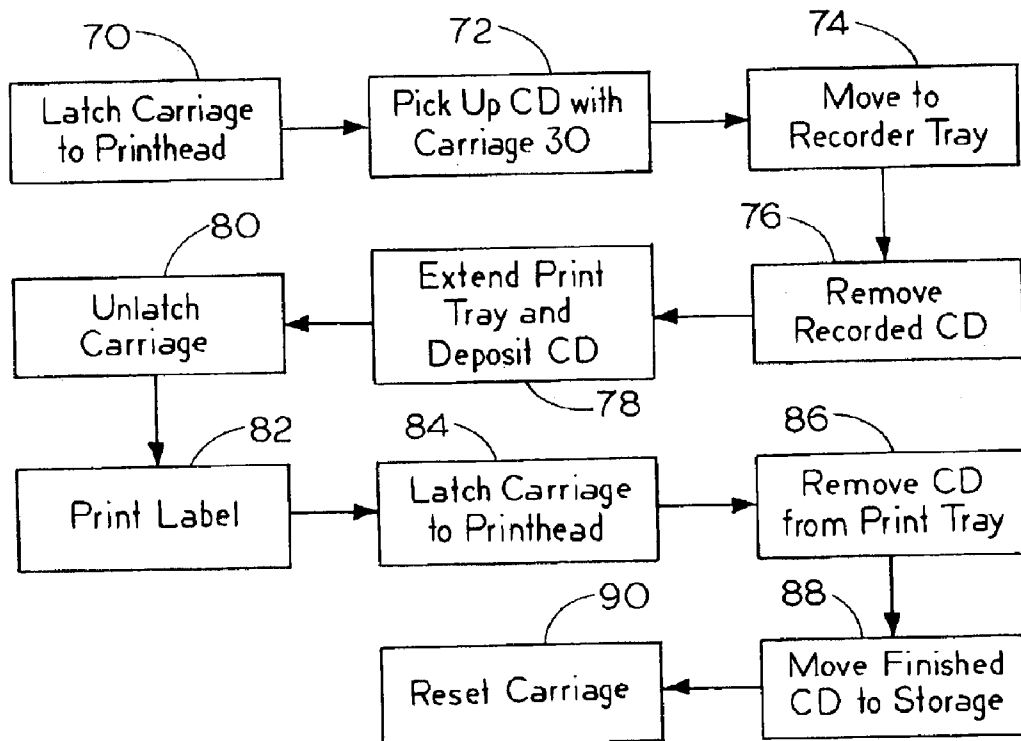 70
Latch Carriage
to Printhead
72
Pick Up CD with
Carriage 30
74
Move to
Recorder Tray
76
Remove
Recorded CD
Extend Print
Tray and
Deposit CD
78
80
Unlatch
Carriage
82
Print Label
84
Latch Carriage
to Printhead
86
Remove CD
from Print Tray
88
Move Finished
CD to Storage
90
Reset Carriage